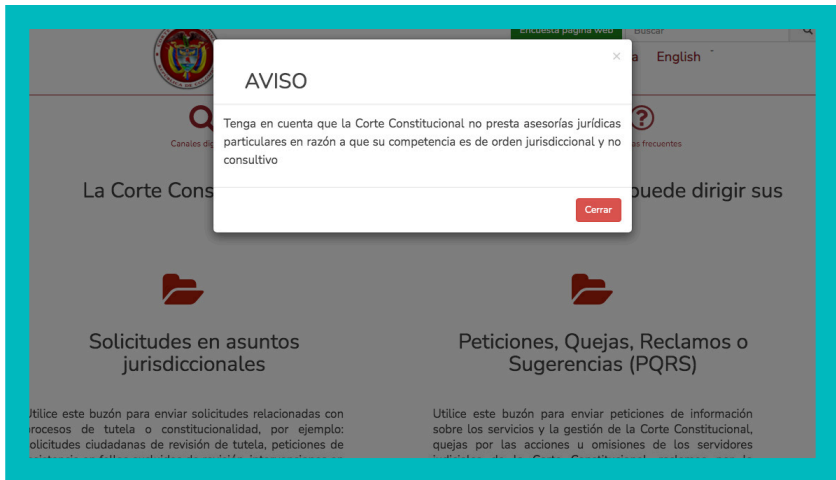 Encuesta página web Buscar
English
AVISO
Tenga en cuenta que la Corte Constitucional no presta asesorías jurídicas
particulares en razón a que su competencia es de orden jurisdiccional y no
consultivo
Cerrar
Canales
frecuentes
La Corte Cons
puede dirigir sus
Solicitudes en asuntos
jurisdiccionales
Utilice este buzón para enviar solicitudes relacionadas con
procesos de tutela o constitucionalidad, por ejemplo:
solicitudes ciudadanas de revisión de tutela, peticiones de
Peticiones, Quejas, Reclamos o
Sugerencias (PQRS)
Utilice este buzón para enviar peticiones de información
sobre los servicios y la gestión de la Corte Constitucional,
quejas por las acciones u omisiones de los servidores